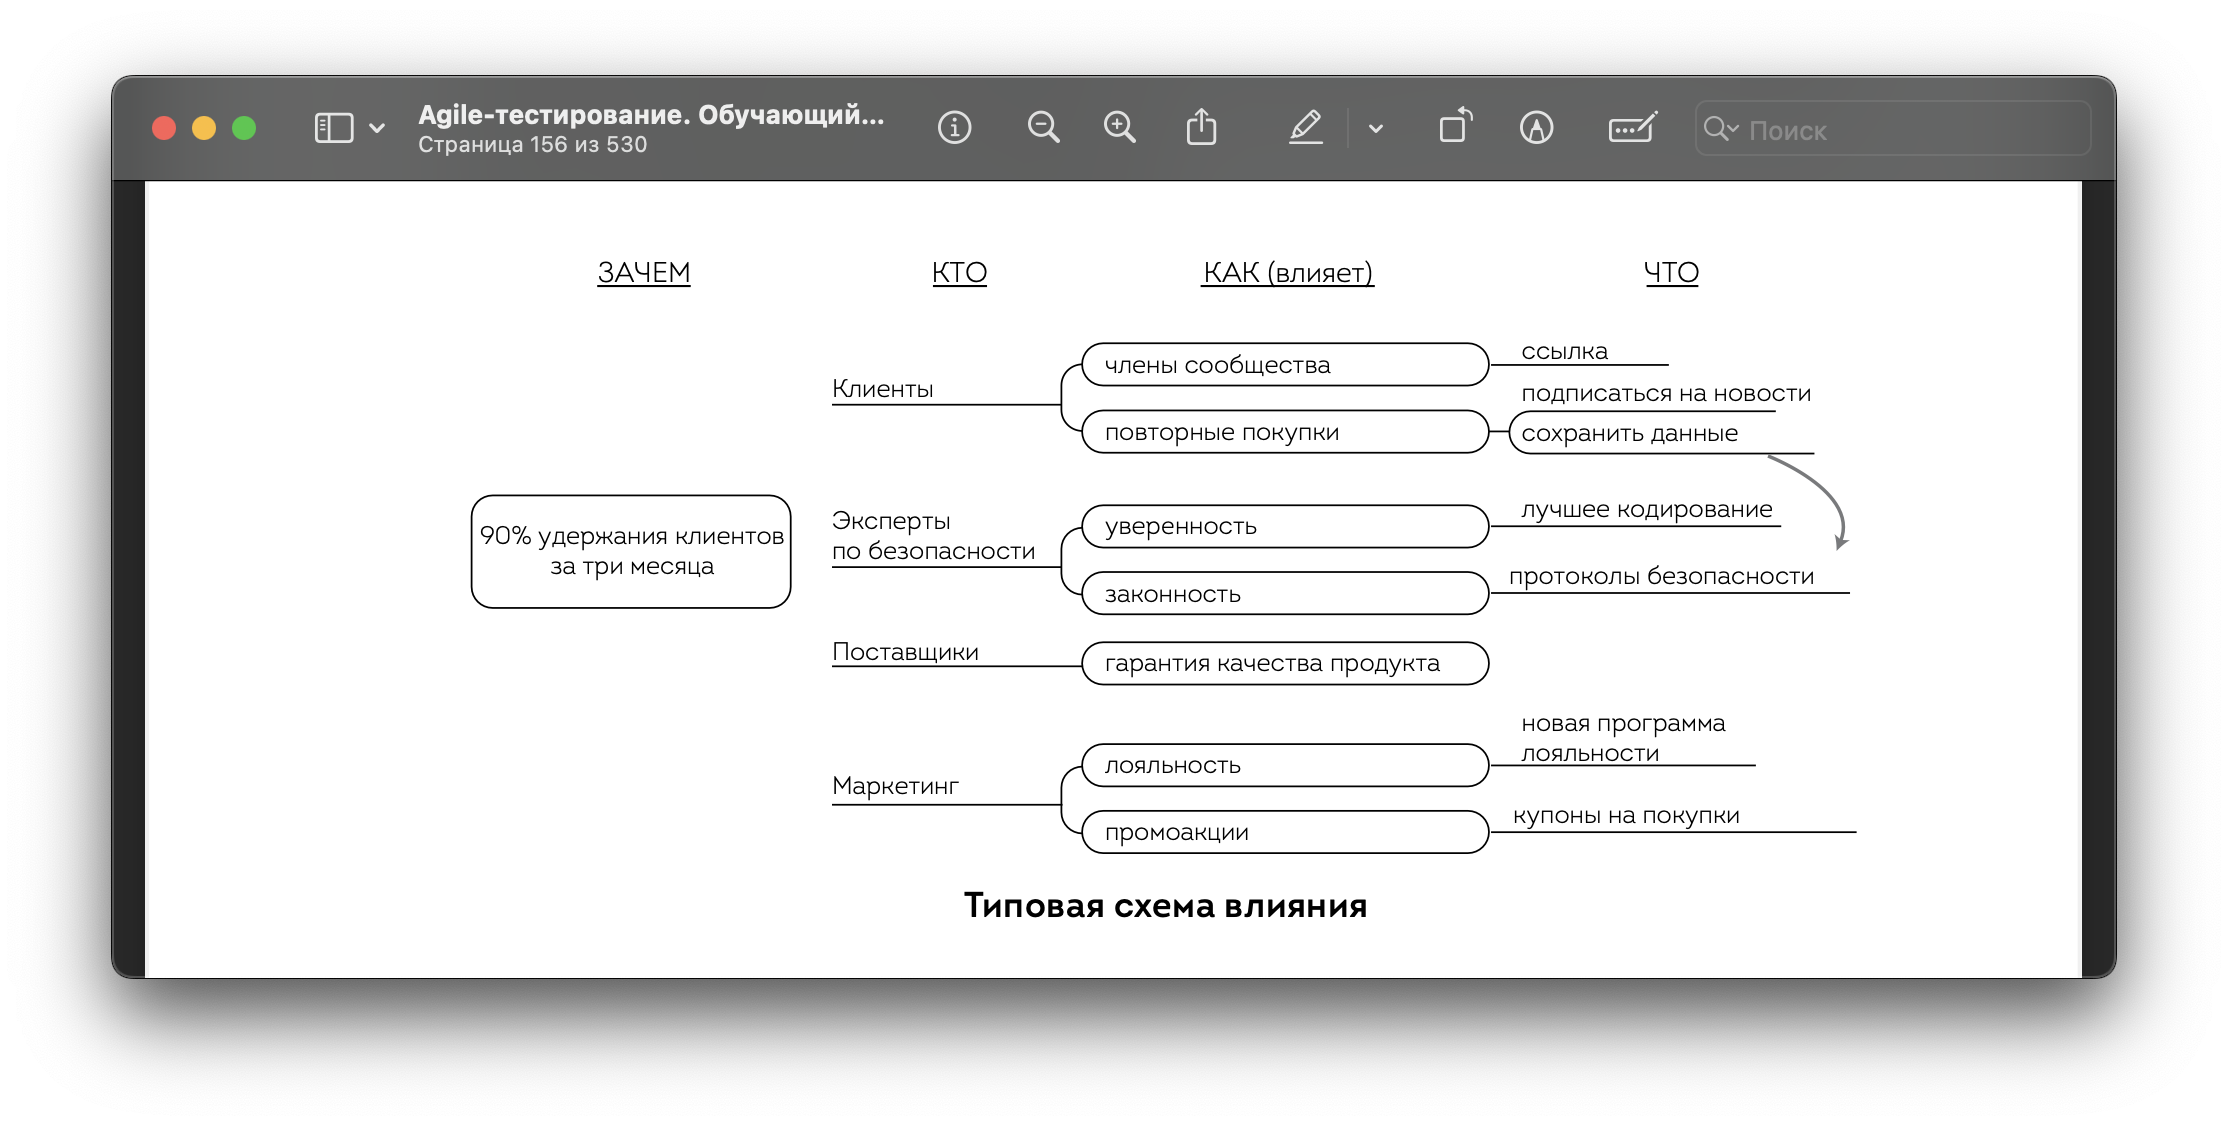 Agile-тестирование. Обучающий...
Страница 156 из 530
Поиск
ЗАЧЕМ
КТО
КАК (влияет)
ЧТО
Клиенты
члены сообщества
ссылка
подписаться на новости
повторные покупки
сохранить данные
90% удержания клиентов
за три месяца
Эксперты
по безопасности
уверенность
лучшее кодирование
законность
протоколы безопасности
Поставщики
гарантия качества продукта
Маркетинг
лояльность
новая программа
лояльности
промоакции
купоны на покупки
Типовая схема влияния